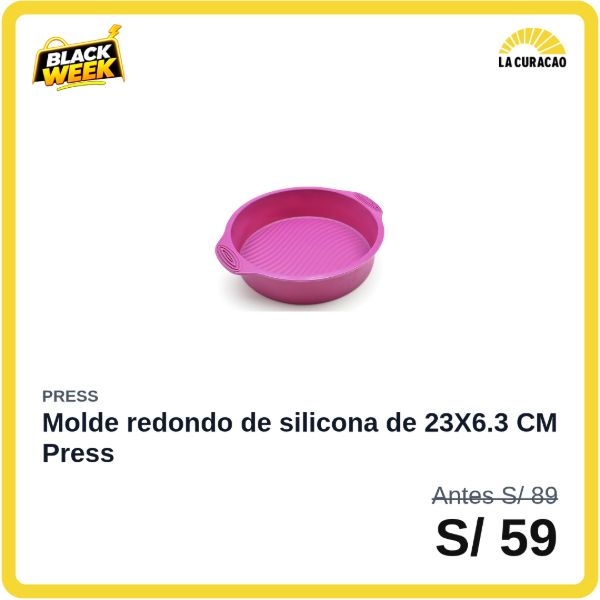 BLACK
WEEK
LA CURACAO
PRESS
Molde redondo de silicona de 23X6.3 CM
Press
Antes S/ 89
S/ 59